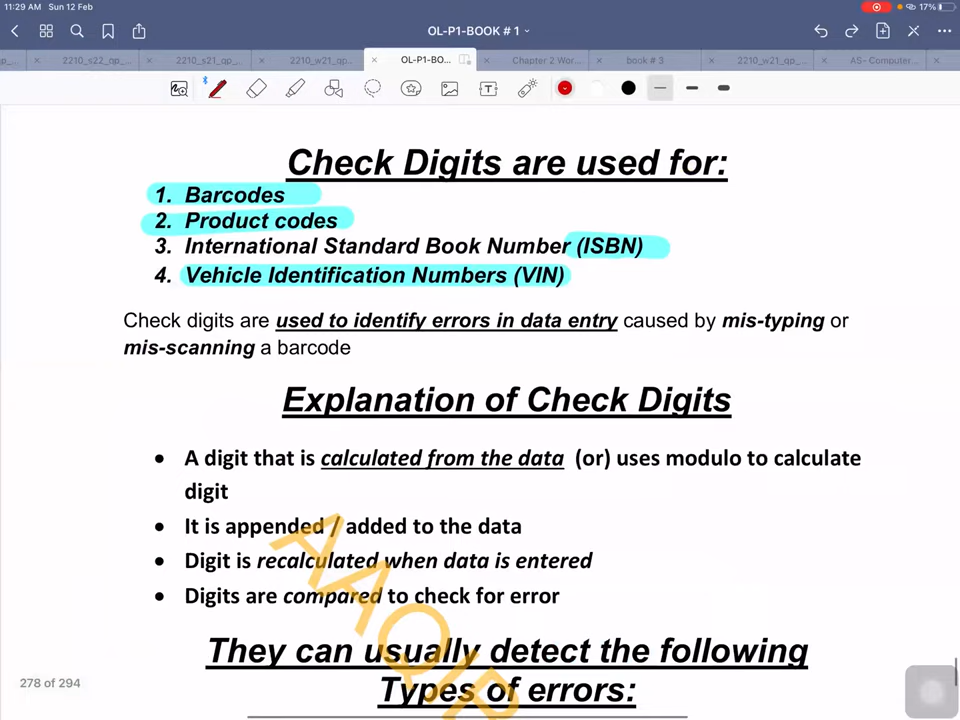 11:29 AM Sun 12 Feb
17%
OL-P1-BOOK # 1
2210_s22_qp_...
2210_s21_qp_...
2210_w21_qp...
OL-P1-BO...
Chapter 2 Wor...
book # 3
2210_w21_qp_...
AS- Computer...
Check Digits are used for:
1. Barcodes
2. Product codes
3. International Standard Book Number (ISBN)
4. Vehicle Identification Numbers (VIN)
Check digits are used to identify errors in data entry caused by mis-typing or
mis-scanning a barcode
Explanation of Check Digits
• A digit that is calculated from the data (or) uses modulo to calculate
digit
• It is appended / added to the data
• Digit is recalculated when data is entered
• Digits are compared to check for error
AAQIP
They can usually detect the following
Types of errors:
278 of 294